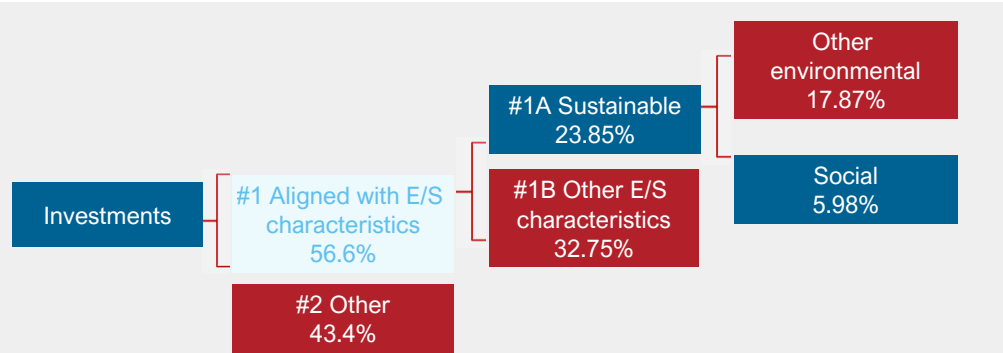 Investments
#1 Aligned with E/S
characteristics
56.6%
#2 Other
43.4%
#1A Sustainable
23.85%
#1B Other E/S
characteristics
32.75%
Other
environmental
17.87%
Social
5.98%